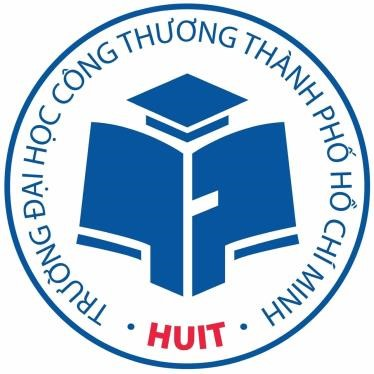 TRƯỜNG ĐẠI HỌC CÔNG THƯƠNG THÀNH PHỐ HỒ CHÍ MINH
HUIT